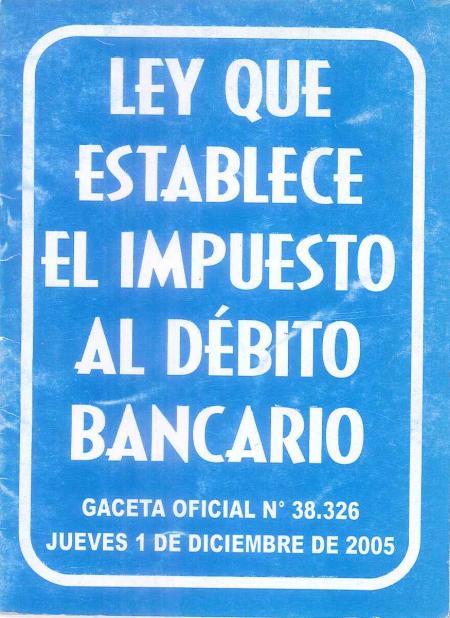 LEY QUE
ESTABLECE
EL IMPUESTO
AL DÉBITO
BANCARIO
GACETA OFICIAL N° 38.326
JUEVES 1 DE DICIEMBRE DE 2005